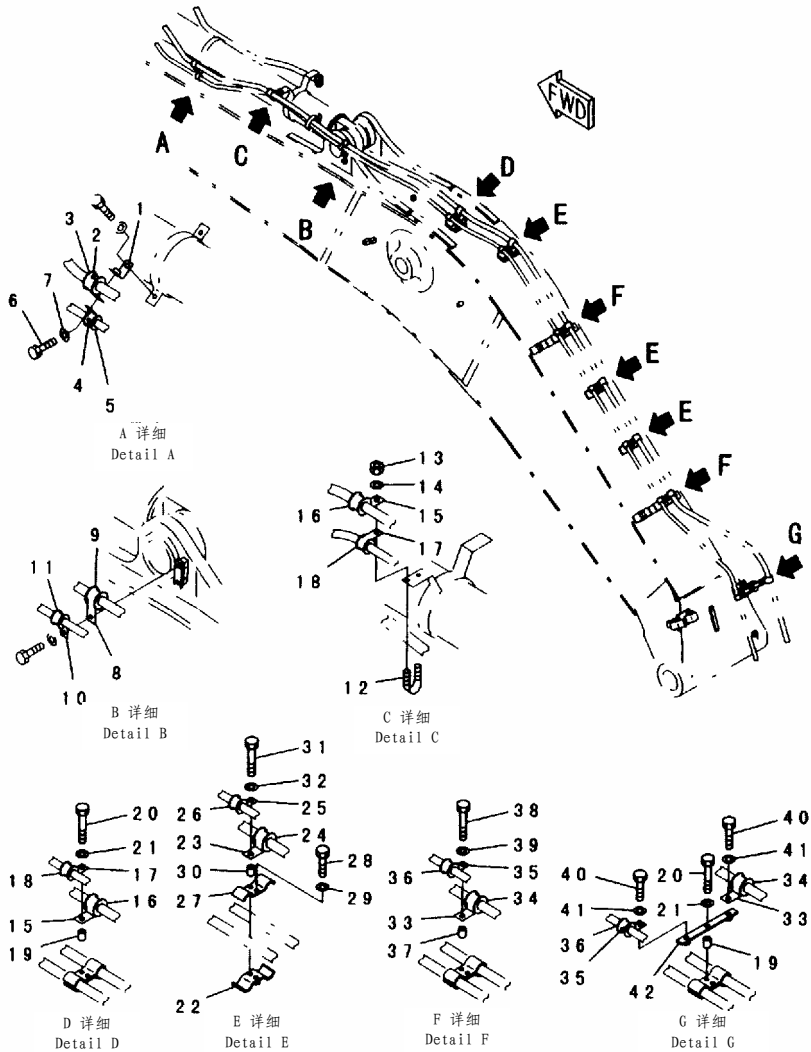 FWD
A
C
B
D
E
F
E
E
F
G
3
2
1
7
6
4
5
A 详细
Detail A
13
14
16
15
17
18
12
C 详细
Detail C
9
11
8
10
B 详细
Detail B
20
21
18
17
15
16
19
D 详细
Detail D
31
32
26
25
23
24
30
28
27
29
22
E 详细
Detail E
38
39
36
35
34
33
37
F 详细
Detail F
40
41
40
20
34
41
21
33
36
35
42
19
G 详细
Detail G